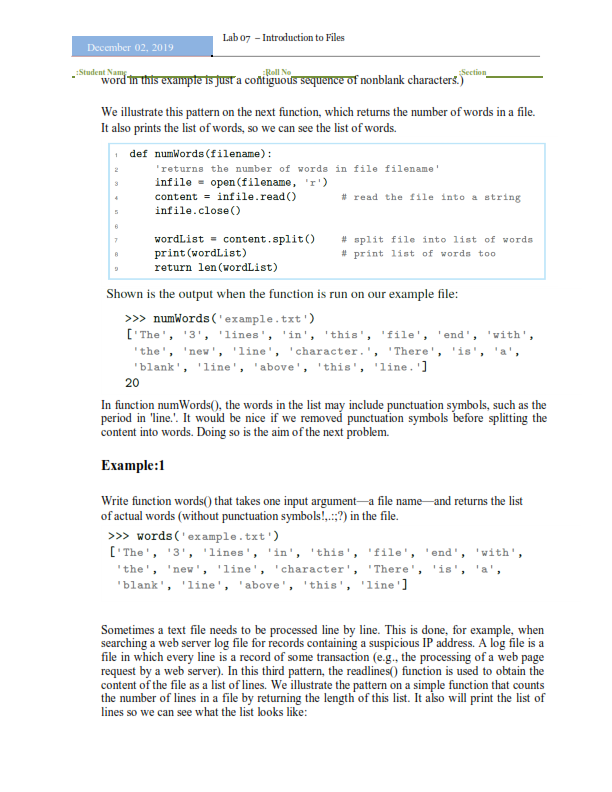 Lab 07 – Introduction to Files
December 02, 2019
:Student Name :Roll No :Section
word in this example is just a contiguous sequence of nonblank characters.)
We illustrate this pattern on the next function, which returns the number of words in a file.
It also prints the list of words, so we can see the list of words.
1 def numWords(filename):
2 'returns the number of words in file filename'
3 infile = open(filename, 'r')
4 content = infile.read() # read the file into a string
5 infile.close()
6
7 wordList = content.split() # split file into list of words
8 print(wordList) # print list of words too
9 return len(wordList)
Shown is the output when the function is run on our example file:
>>> numWords('example.txt')
['The', '3', 'lines', 'in', 'this', 'file', 'end', 'with',
'the', 'new', 'line', 'character.', 'There', 'is', 'a',
'blank', 'line', 'above', 'this', 'line.']
20
In function numWords(), the words in the list may include punctuation symbols, such as the
period in 'line.'. It would be nice if we removed punctuation symbols before splitting the
content into words. Doing so is the aim of the next problem.
Example:1
Write function words() that takes one input argument—a file name—and returns the list
of actual words (without punctuation symbols!,.:;?) in the file.
>>> words('example.txt')
['The', '3', 'lines', 'in', 'this', 'file', 'end', 'with',
'the', 'new', 'line', 'character', 'There', 'is', 'a',
'blank', 'line', 'above', 'this', 'line']
Sometimes a text file needs to be processed line by line. This is done, for example, when
searching a web server log file for records containing a suspicious IP address. A log file is a
file in which every line is a record of some transaction (e.g., the processing of a web page
request by a web server). In this third pattern, the readlines() function is used to obtain the
content of the file as a list of lines. We illustrate the pattern on a simple function that counts
the number of lines in a file by returning the length of this list. It also will print the list of
lines so we can see what the list looks like: